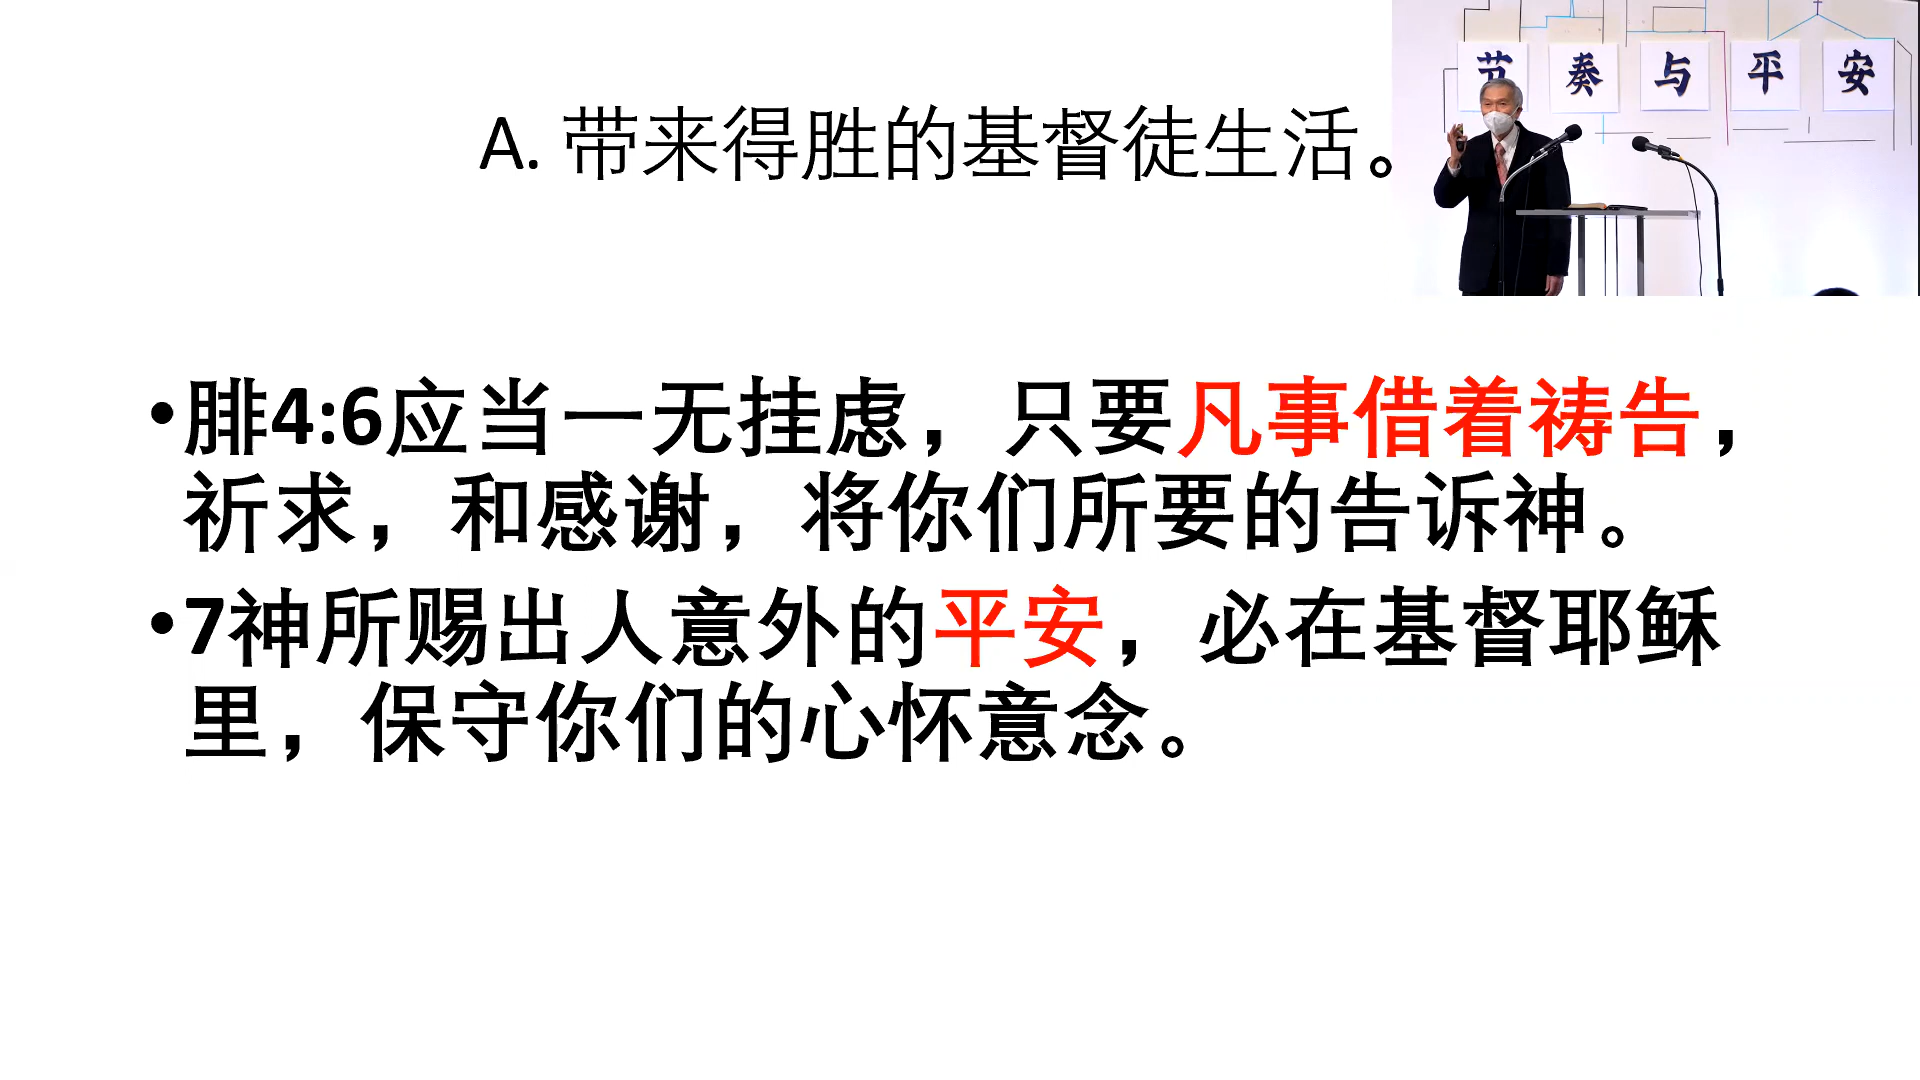 A. 带来得胜的基督徒生活。
节奏与平安
•腓4:6应当一无挂虑，只要凡事借着祷告，
祈求，和感谢，将你们所要的告诉神。
•7神所赐出人意外的平安，必在基督耶稣
里，保守你们的心怀意念。